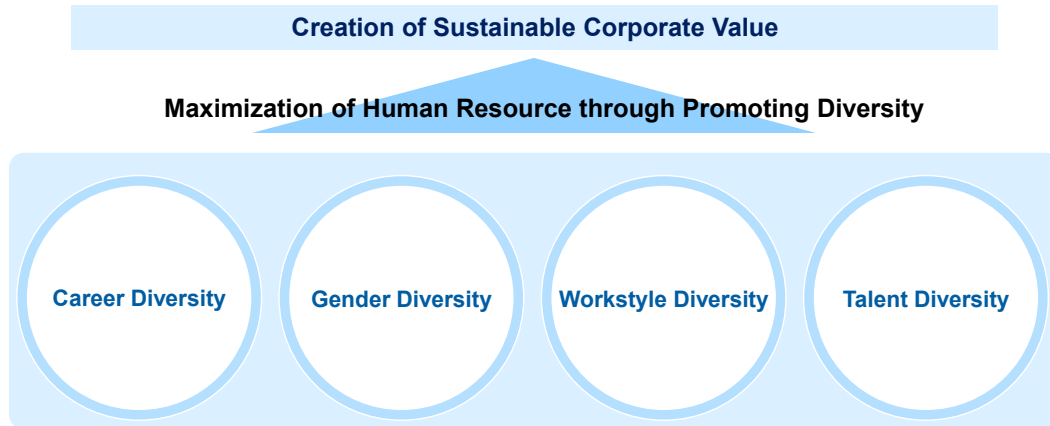 Creation of Sustainable Corporate Value
Maximization of Human Resource through Promoting Diversity
Career Diversity
Gender Diversity
Workstyle Diversity
Talent Diversity